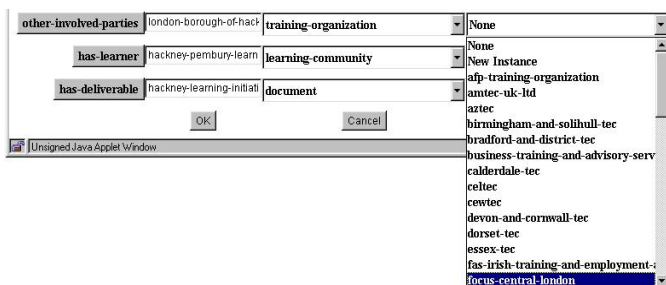 other-involved-parties london-borough-of-hack training-organization None
has-learner hackney-pembury-learn learning-community
has-deliverable hackney-learning-initiati document
OK Cancel
Unsigned Java Applet Window
None
New Instance
afp-training-organization
amtec-uk-ltd
aztec
birmingham-and-solihull-tec
bradford-and-district-tec
business-training-and-advisory-serv
calderdale-tec
celtec
cewtec
devon-and-cornwall-tec
dorset-tec
essex-tec
fas-irish-training-and-employment-a
focus-central-london